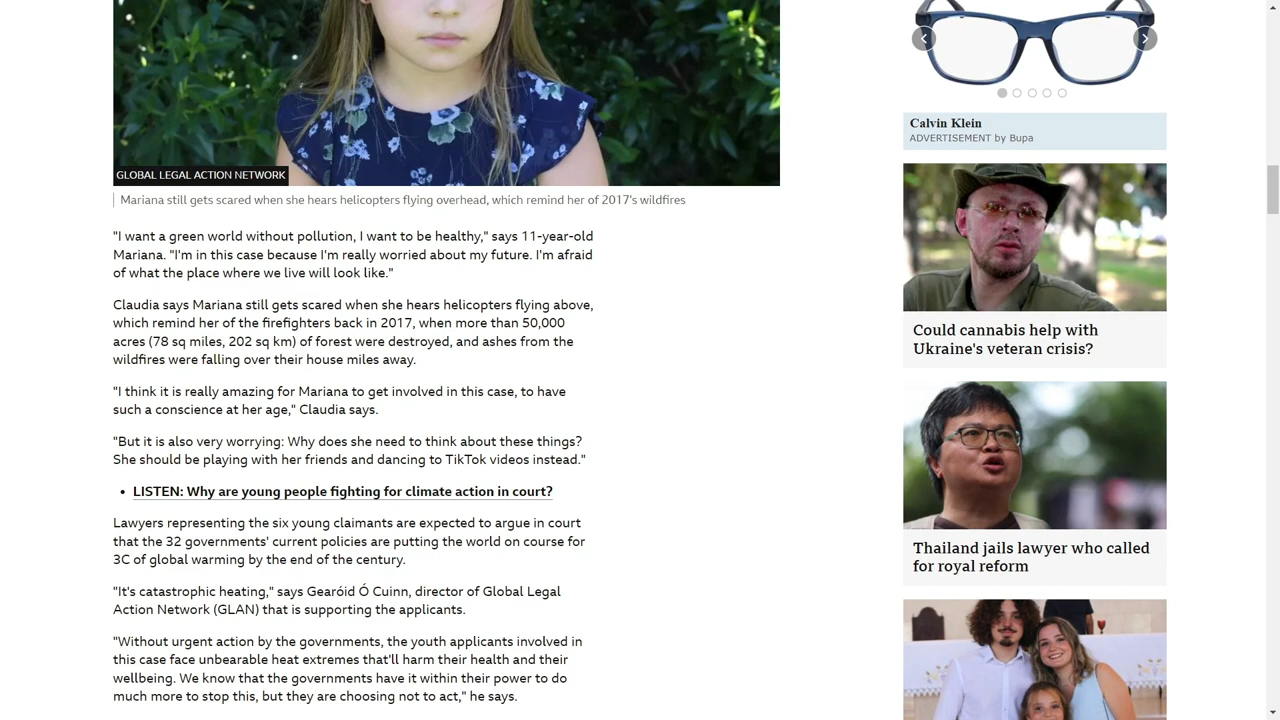 GLOBAL LEGAL ACTION NETWORK
Mariana still gets scared when she hears helicopters flying overhead, which remind her of 2017's wildfires
"I want a green world without pollution, I want to be healthy," says 11-year-old
Mariana. "I'm in this case because I'm really worried about my future. I'm afraid
of what the place where we live will look like."
Claudia says Mariana still gets scared when she hears helicopters flying above,
which remind her of the firefighters back in 2017, when more than 50,000
acres (78 sq miles, 202 sq km) of forest were destroyed, and ashes from the
wildfires were falling over their house miles away.
"I think it is really amazing for Mariana to get involved in this case, to have
such a conscience at her age," Claudia says.
"But it is also very worrying: Why does she need to think about these things?
She should be playing with her friends and dancing to TikTok videos instead."
• LISTEN: Why are young people fighting for climate action in court?
Lawyers representing the six young claimants are expected to argue in court
that the 32 governments' current policies are putting the world on course for
3C of global warming by the end of the century.
"It's catastrophic heating," says Gearóid Ó Cuinn, director of Global Legal
Action Network (GLAN) that is supporting the applicants.
"Without urgent action by the governments, the youth applicants involved in
this case face unbearable heat extremes that'll harm their health and their
wellbeing. We know that the governments have it within their power to do
much more to stop this, but they are choosing not to act," he says.
Calvin Klein
ADVERTISEMENT by Bupa
Could cannabis help with
Ukraine's veteran crisis?
Thailand jails lawyer who called
for royal reform